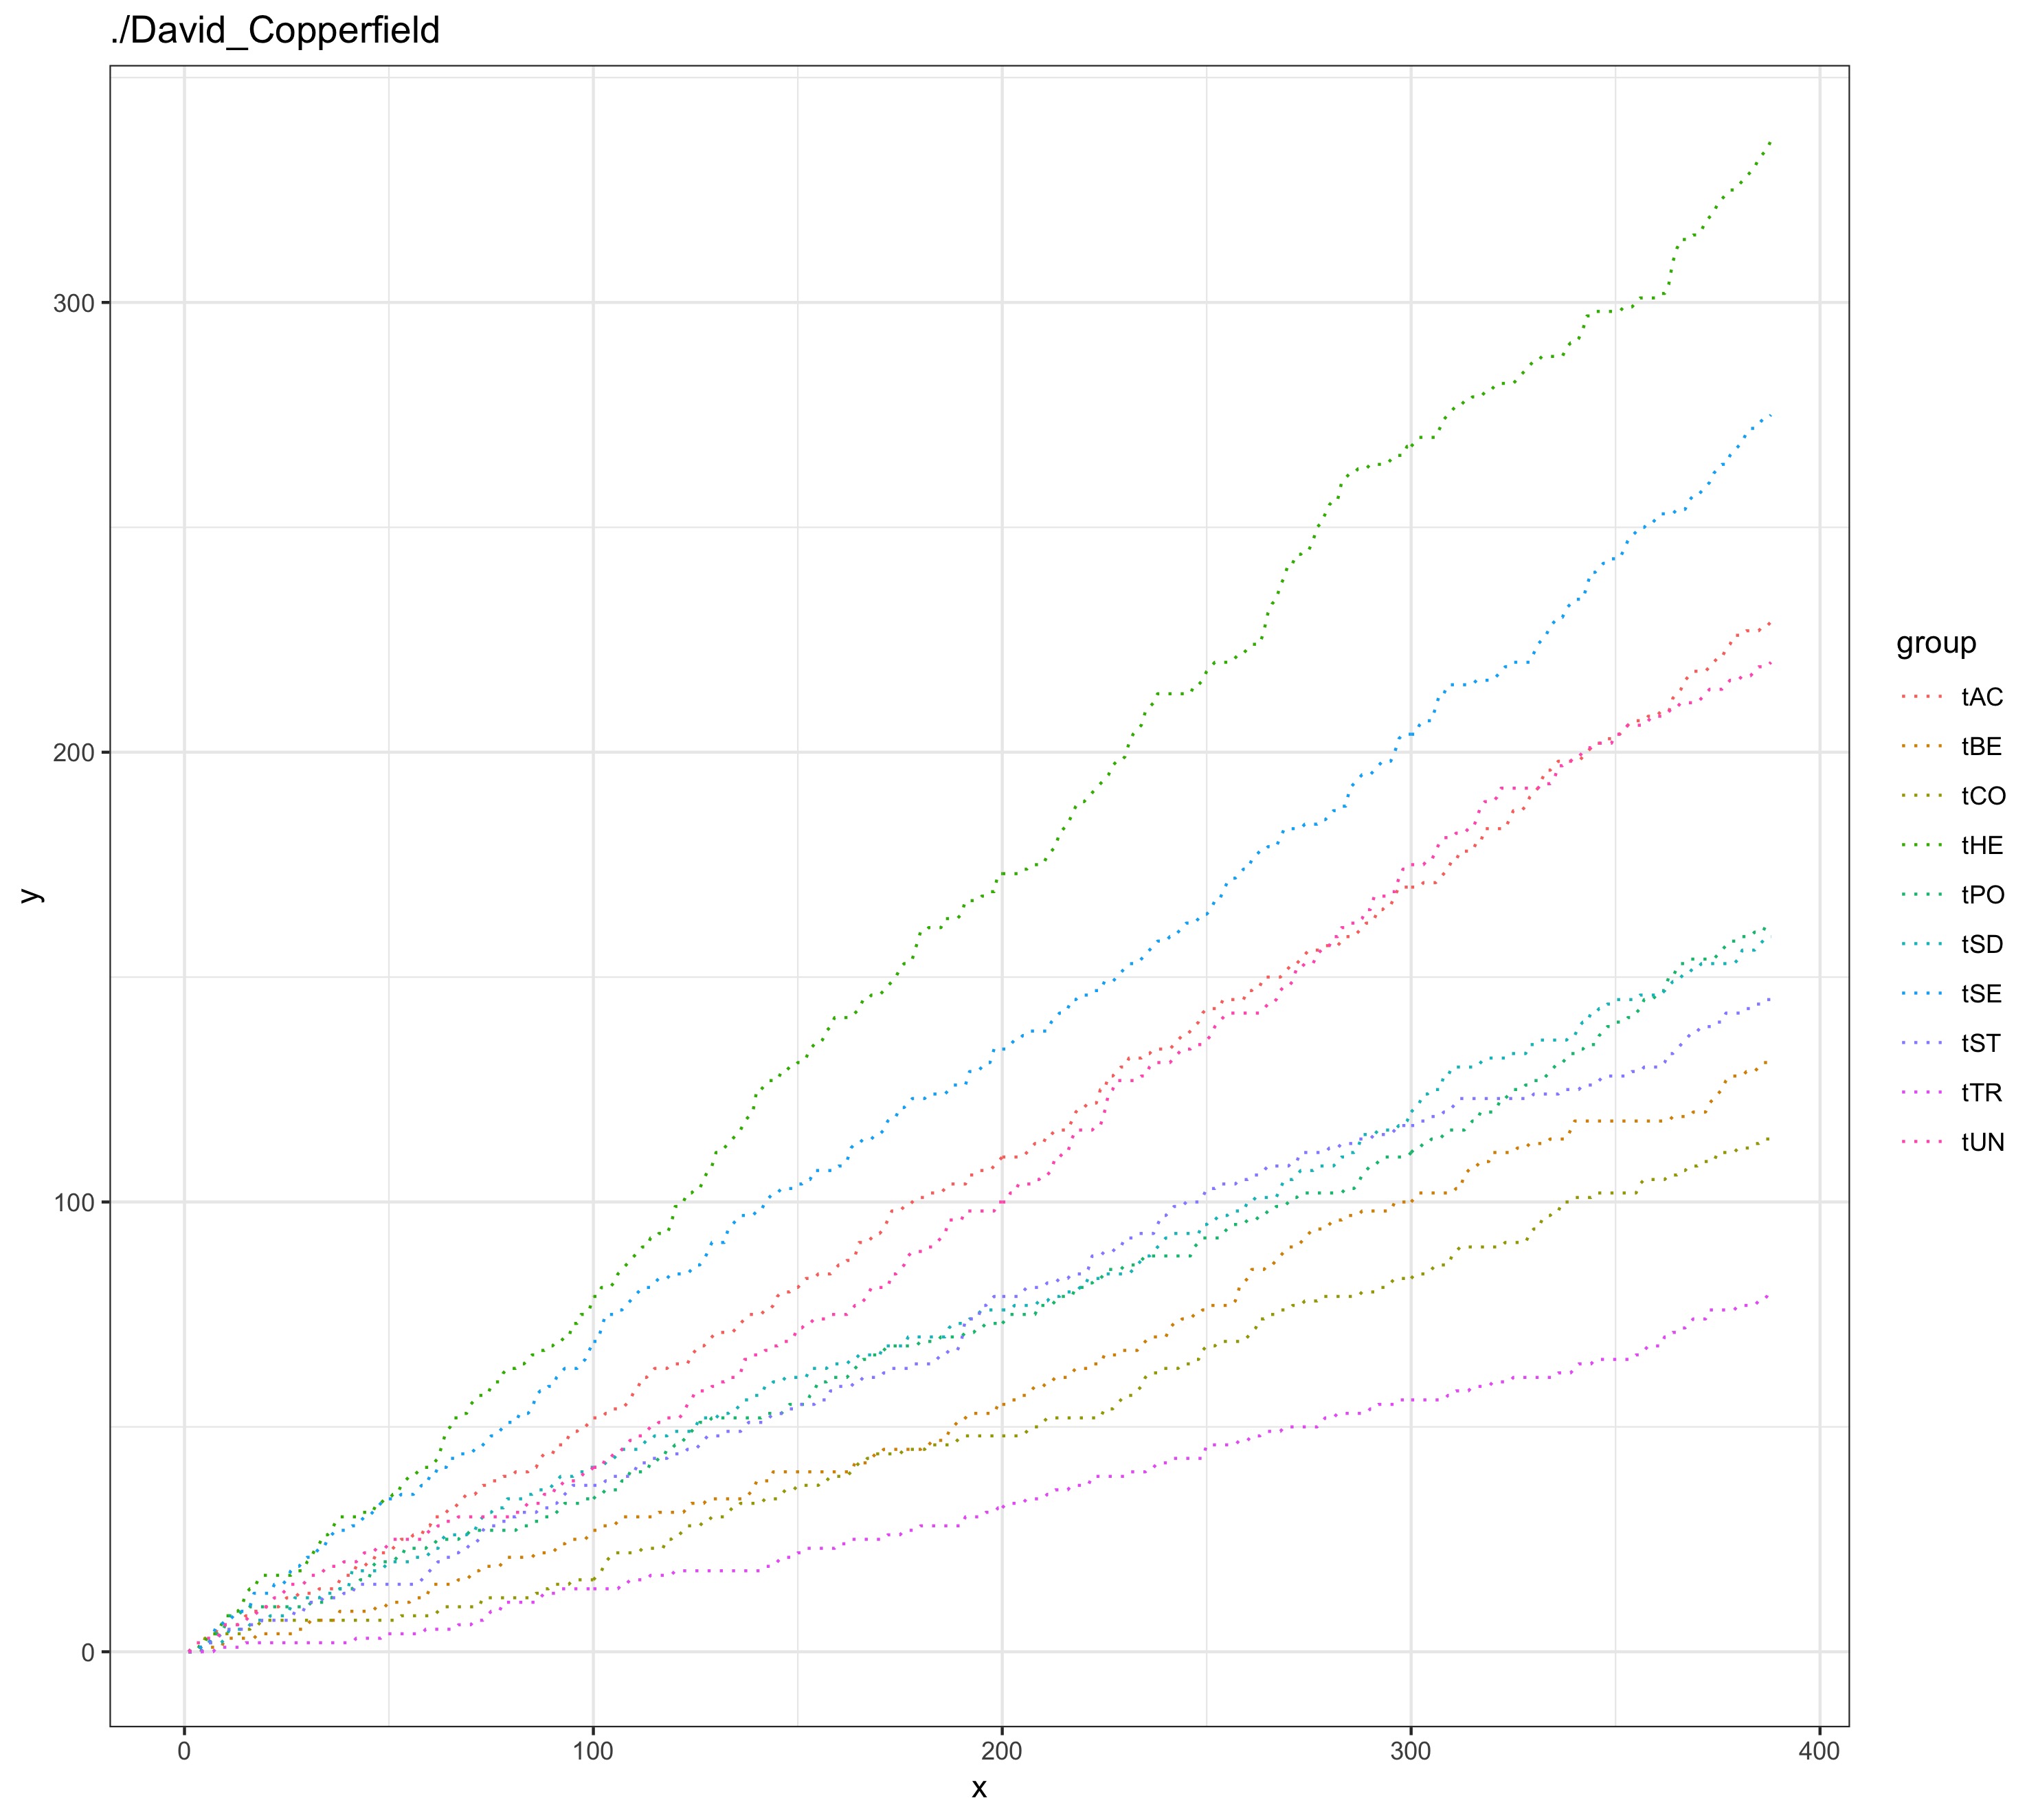 ./David_Copperfield
300
200
100
0
y
0 100 200 300 400
x
group
tAC
tBE
tCO
tHE
tPO
tSD
tSE
tST
tTR
tUN